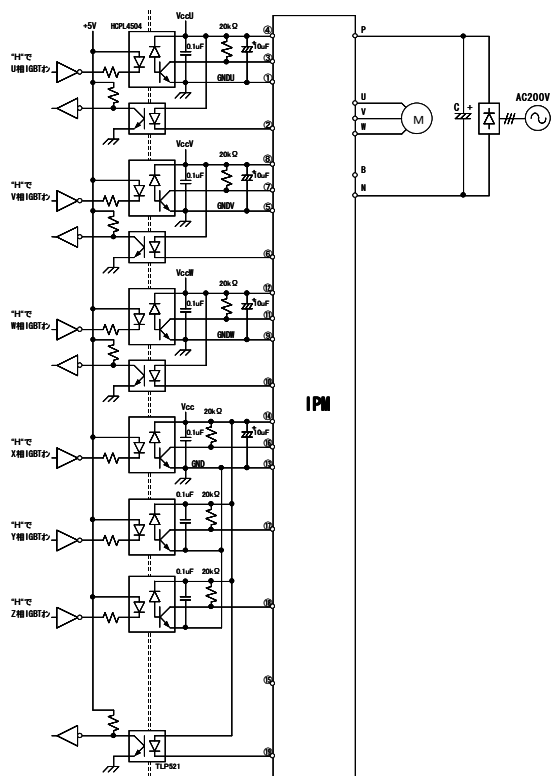 +5V
HCPL4504
VccU
20kΩ
④
P
0.1uF
+
10uF
③
"H"で
U相IGBTオン
GNDU
①
U
V
W
M
C
+
AC200V
②
B
N
VccV
20kΩ
⑧
0.1uF
+
10uF
⑦
"H"で
V相IGBTオン
GNDV
⑤
⑥
VccW
20kΩ
⑫
0.1uF
+
10uF
⑪
"H"で
W相IGBTオン
GNDW
⑨
⑩
IPM
Vcc
20kΩ
⑭
0.1uF
+
10uF
⑯
"H"で
X相IGBTオン
GND
⑬
0.1uF
20kΩ
"H"で
Y相IGBTオン
⑰
0.1uF
20kΩ
"H"で
Z相IGBTオン
⑱
⑮
⑲
TLP521